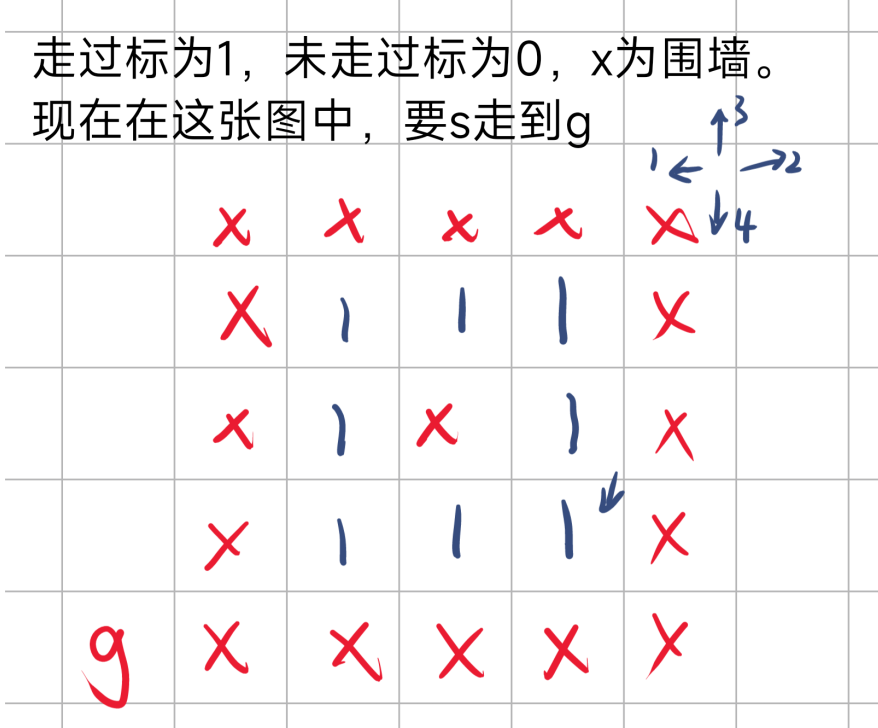 走过标为1，未走过标为0，x为围墙。
现在在这张图中，要s走到g
↑3
1 ← → 2
x x x x x ↓4
x 1 1 1 x
x 1 x 1 x
x 1 1 1 x
g x x x x x